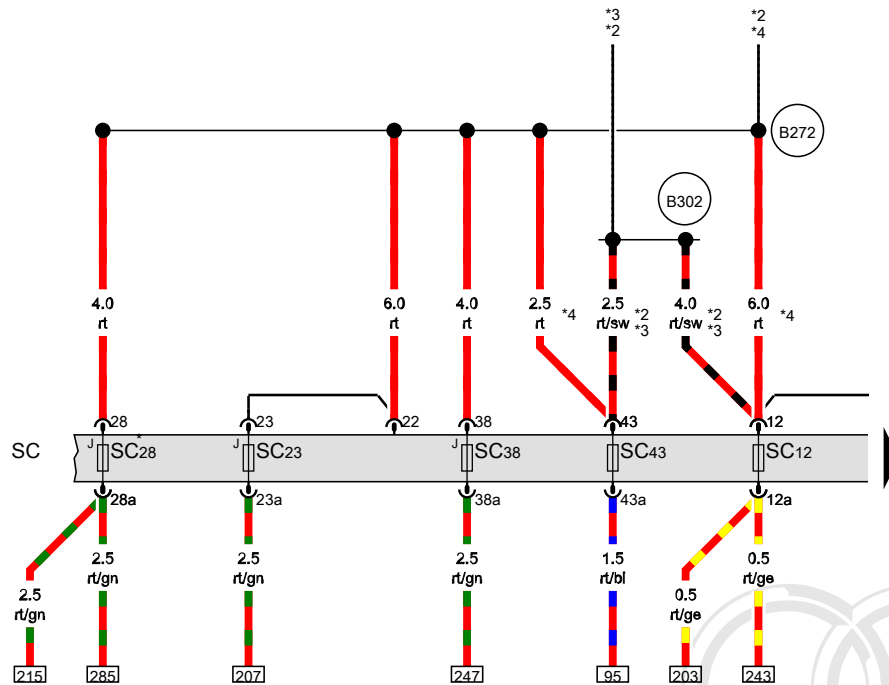 *3 *2
*2 *4
B272
B302
4.0 6.0 4.0 2.5 *4 2.5 *2 4.0 *2 6.0 *4
rt rt rt rt rt/sw *3 rt/sw *3 rt
28 23 22 38 43 12
SC J SC28* J SC23 J SC38 SC43 SC12
28a 23a 38a 43a 12a
2.5 2.5 2.5 1.5 0.5
rt/gn rt/gn rt/gn rt/bl rt/ge
2.5 0.5
rt/gn rt/ge
215 285 207 247 95 203 243